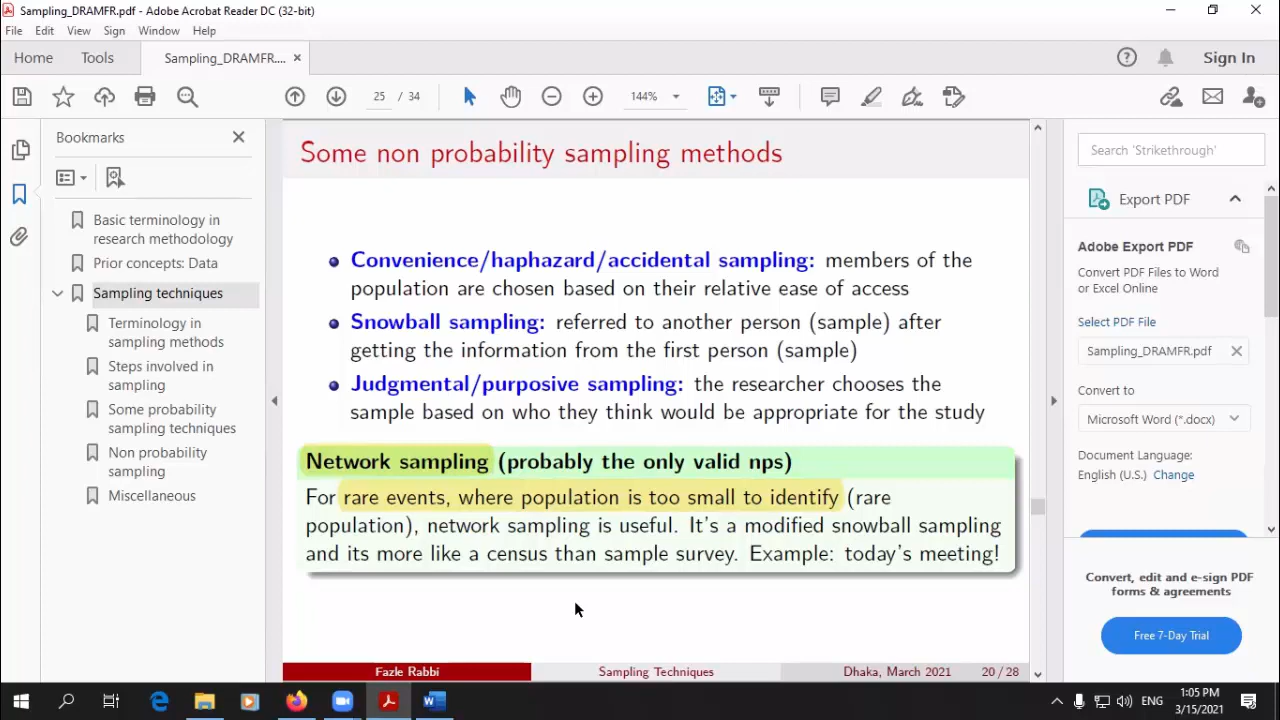 Sampling_DRAMFR.pdf - Adobe Acrobat Reader DC (32-bit)
File Edit View Sign Window Help
Home Tools Sampling_DRAMFR.... × Sign In
25 / 34 144%
Bookmarks
Basic terminology in
research methodology
Prior concepts: Data
Sampling techniques
Terminology in
sampling methods
Steps involved in
sampling
Some probability
sampling techniques
Non probability
sampling
Miscellaneous
Some non probability sampling methods
Convenience/haphazard/accidental sampling: members of the
population are chosen based on their relative ease of access
Snowball sampling: referred to another person (sample) after
getting the information from the first person (sample)
Judgmental/purposive sampling: the researcher chooses the
sample based on who they think would be appropriate for the study
Network sampling (probably the only valid nps)
For rare events, where population is too small to identify (rare
population), network sampling is useful. It's a modified snowball sampling
and its more like a census than sample survey. Example: today's meeting!
Fazle Rabbi Sampling Techniques Dhaka, March 2021 20 / 28
Search 'Strikethrough'
Export PDF
Adobe Export PDF
Convert PDF Files to Word
or Excel Online
Select PDF File
Sampling_DRAMFR.pdf
Convert to
Microsoft Word (*.docx)
Document Language:
English (U.S.) Change
Convert, edit and e-sign PDF
forms & agreements
Free 7-Day Trial
ENG
1:05 PM
3/15/2021